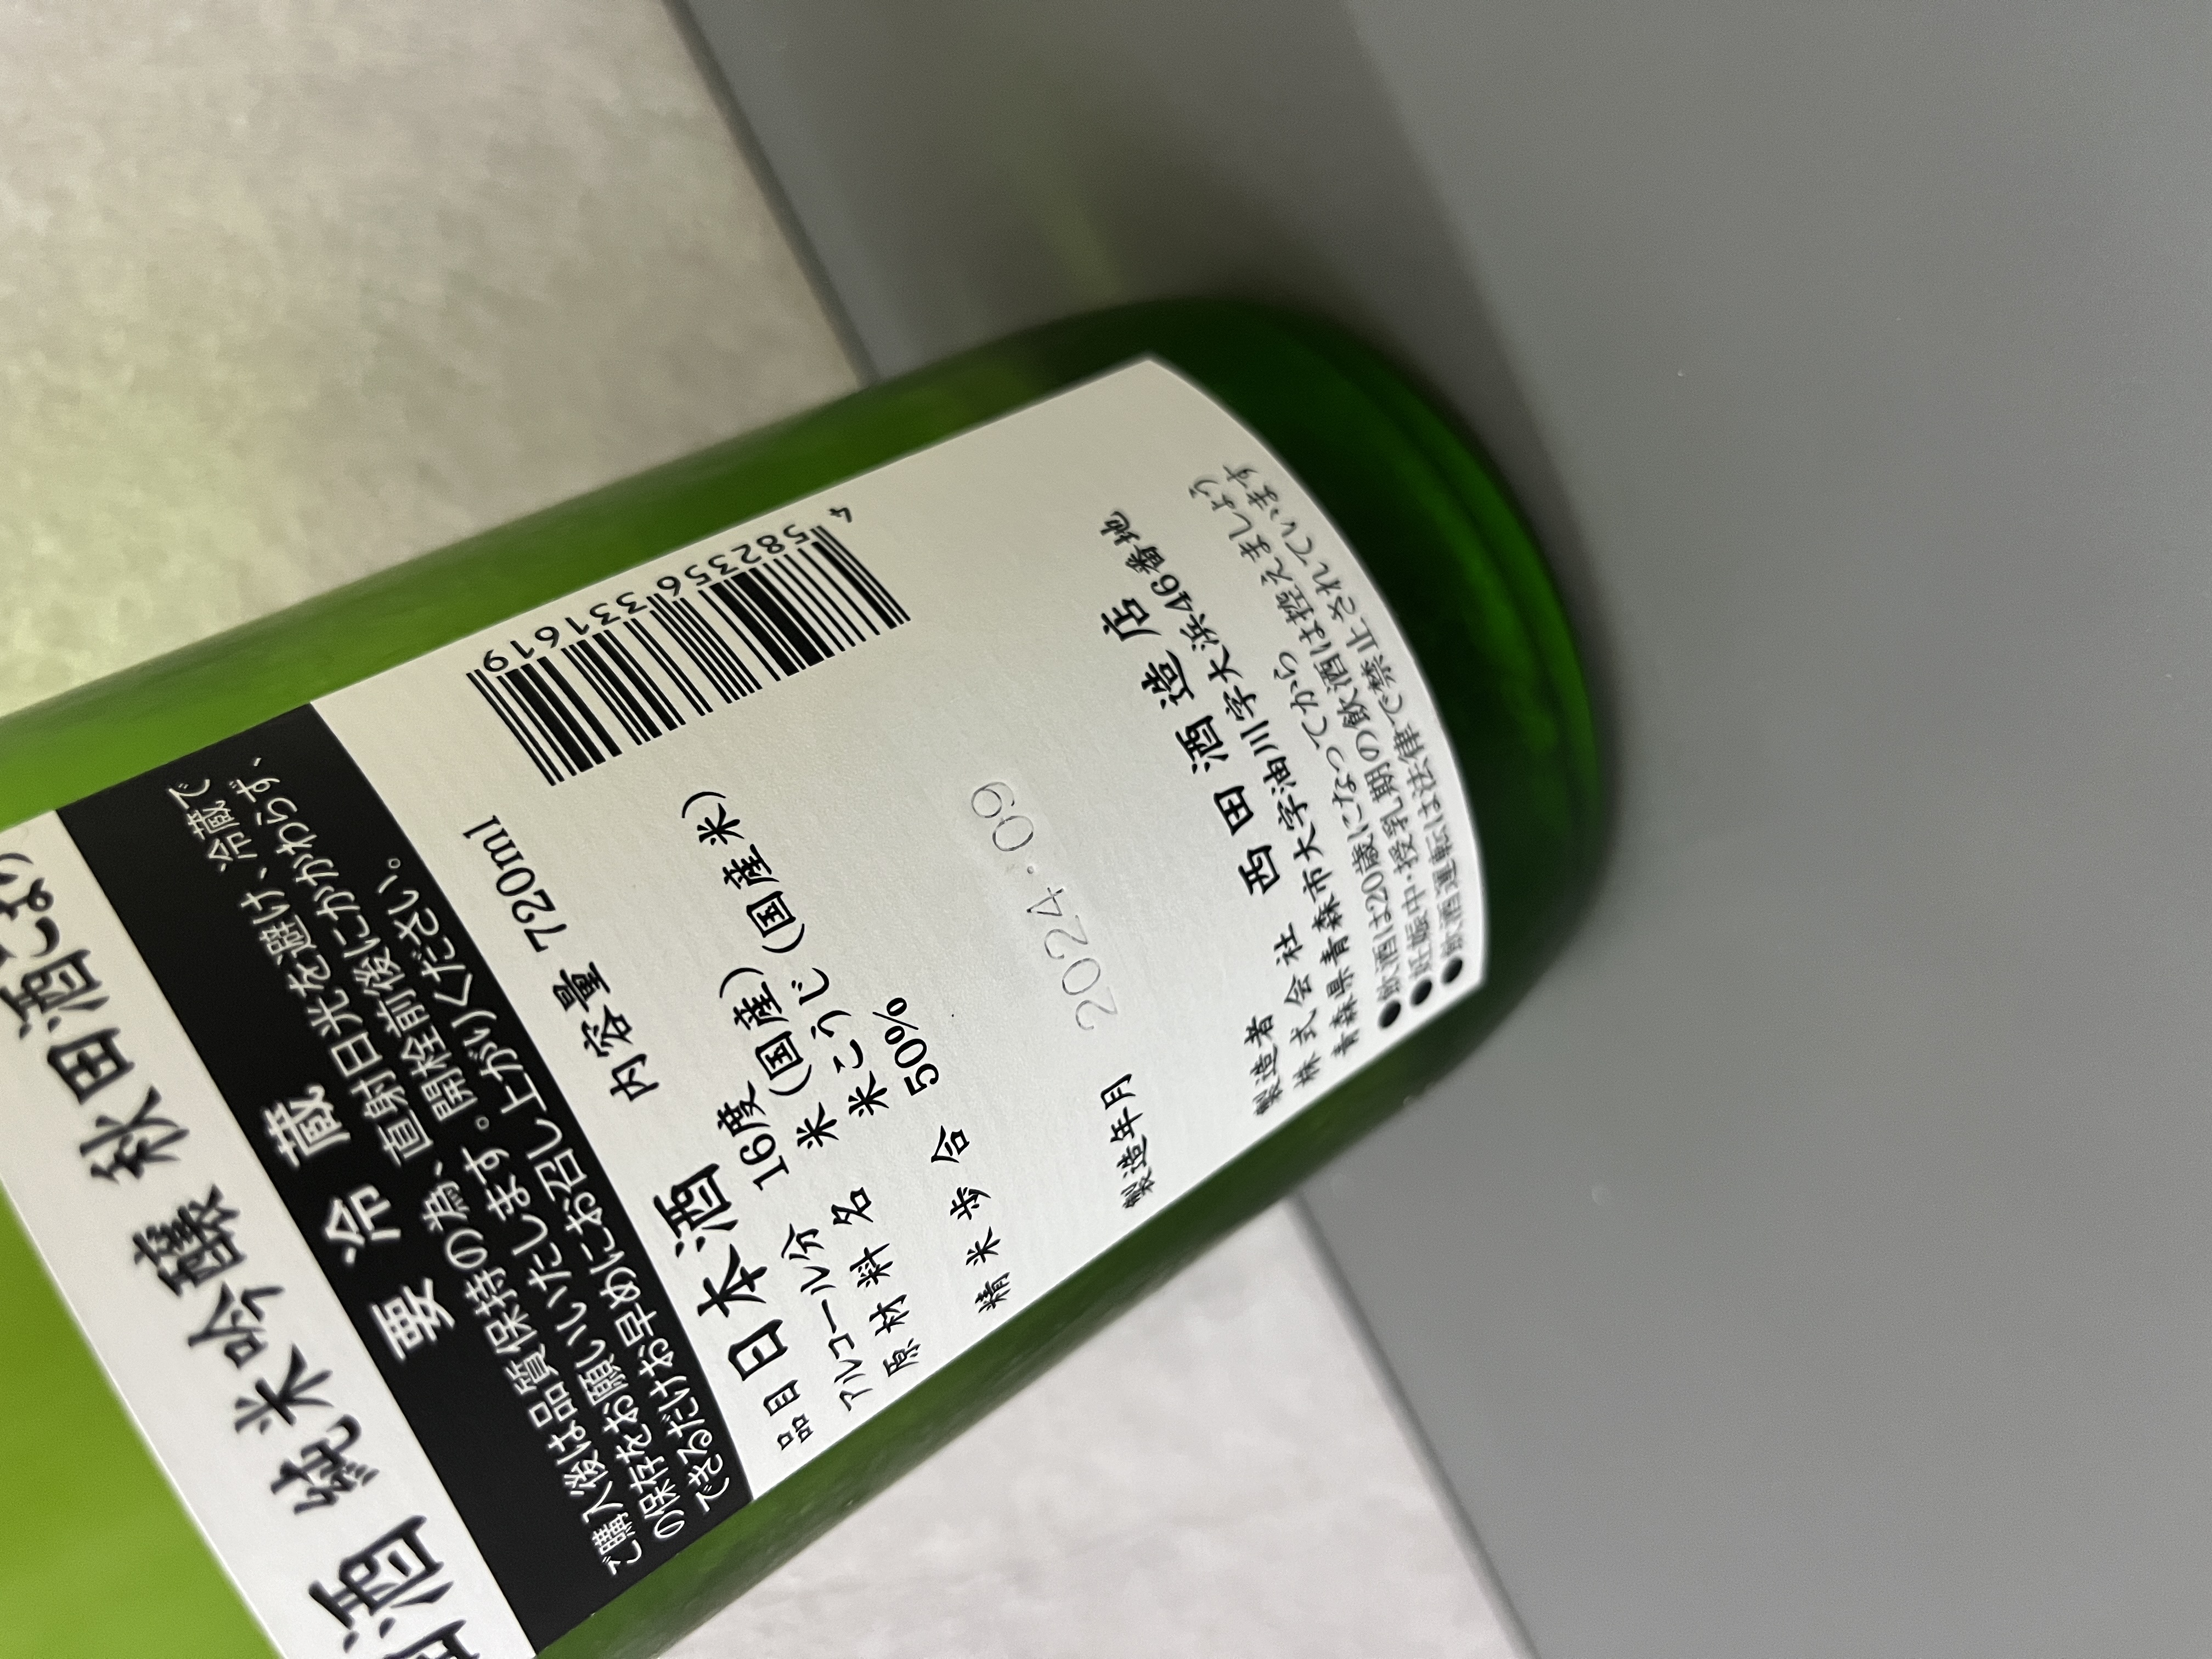 田酒 純米吟醸 秋田酒こまち
要冷蔵
ご購入後は品質保持の為、直射日光を避け、冷蔵で
の保存をお願いいたします。開栓前後にかかわらず、
できるだけお早めにお召し上がりください。
内容量 720ml
品目 日本酒
アルコール分 16度
原材料名 米(国産)
米こうじ(国産米)
精米歩合 50%
4 582356 331619
製造年月 2024.09
製造者
株式会社 西田酒造店
青森県青森市大字油川字大浜46番地
●飲酒は20歳になってから
●妊娠中・授乳期の飲酒は控えましょう
●飲酒運転は法律で禁止されています